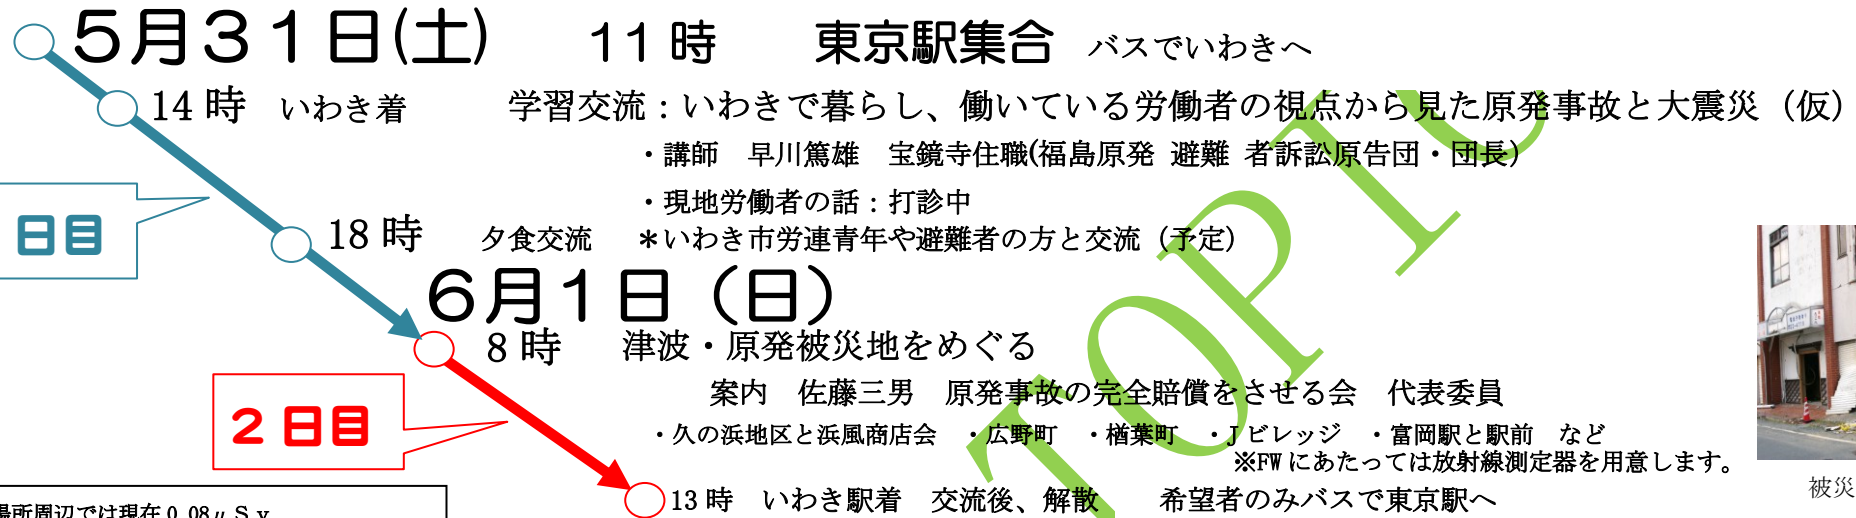 5月31日(土) 11時 東京駅集合 バスでいわきへ
14時 いわき着 学習交流：いわきで暮らし、働いている労働者の視点から見た原発事故と大震災（仮）
・講師 早川篤雄 宝鏡寺住職(福島原発 避難 者訴訟原告団・団長）
・現地労働者の話：打診中
日目
18時 夕食交流 ＊いわき市労連青年や避難者の方と交流（予定）
6月1日（日）
8時 津波・原発被災地をめぐる
案内 佐藤三男 原発事故の完全賠償をさせる会 代表委員
2日目
・久の浜地区と浜風商店会 ・広野町 ・楢葉町 ・Jビレッジ ・富岡駅と駅前 など
※FWにあたっては放射線測定器を用意します。
被災
13時 いわき駅着 交流後、解散 希望者のみバスで東京駅へ
場所周辺では現在0.08μSv
TOPIC